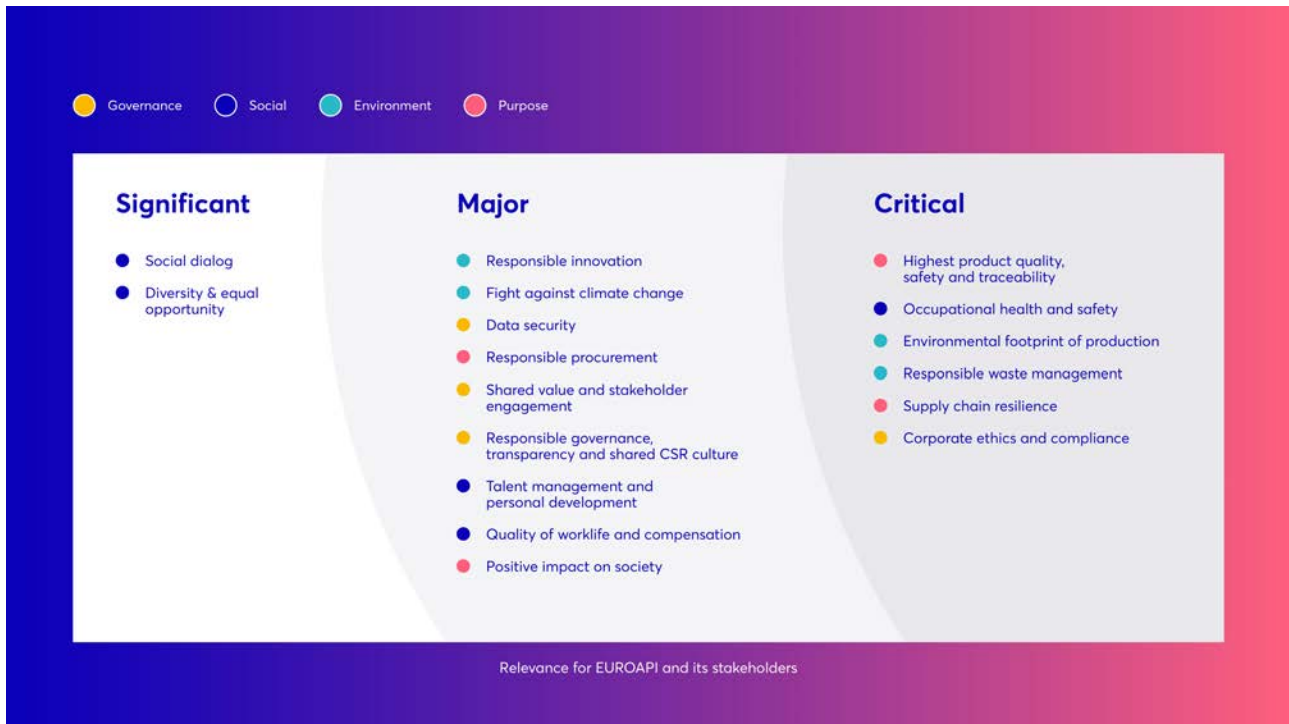 Governance
Social
Environment
Purpose
Significant
Social dialog
Diversity & equal
opportunity
Major
Responsible innovation
Fight against climate change
Data security
Responsible procurement
Shared value and stakeholder
engagement
Responsible governance,
transparency and shared CSR culture
Talent management and
personal development
Quality of worklife and compensation
Positive impact on society
Critical
Highest product quality,
safety and traceability
Occupational health and safety
Environmental footprint of production
Responsible waste management
Supply chain resilience
Corporate ethics and compliance
Relevance for EUROAPI and its stakeholders